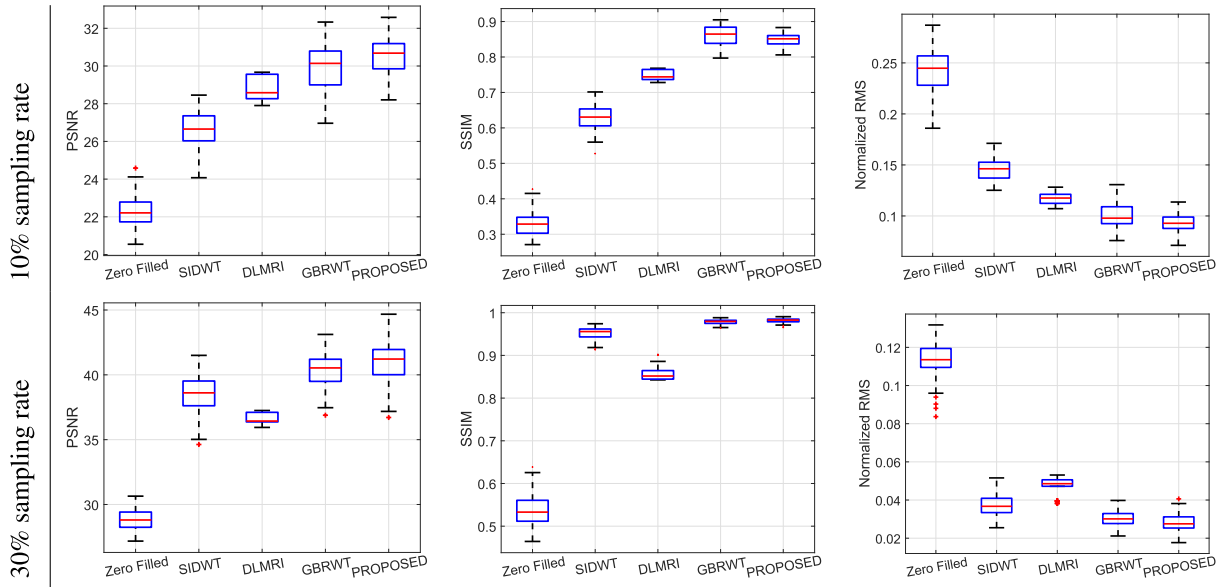 10% sampling rate
PSNR
32
30
28
26
24
22
20
Zero Filled SIDWT DLMRI GBRWT PROPOSED
SSIM
0.9
0.8
0.7
0.6
0.5
0.4
0.3
Zero Filled SIDWT DLMRI GBRWT PROPOSED
Normalized RMS
0.25
0.2
0.15
0.1
Zero Filled SIDWT DLMRI GBRWT PROPOSED
30% sampling rate
PSNR
45
40
35
30
Zero Filled SIDWT DLMRI GBRWT PROPOSED
SSIM
1
0.9
0.8
0.7
0.6
0.5
Zero Filled SIDWT DLMRI GBRWT PROPOSED
Normalized RMS
0.12
0.1
0.08
0.06
0.04
0.02
Zero Filled SIDWT DLMRI GBRWT PROPOSED